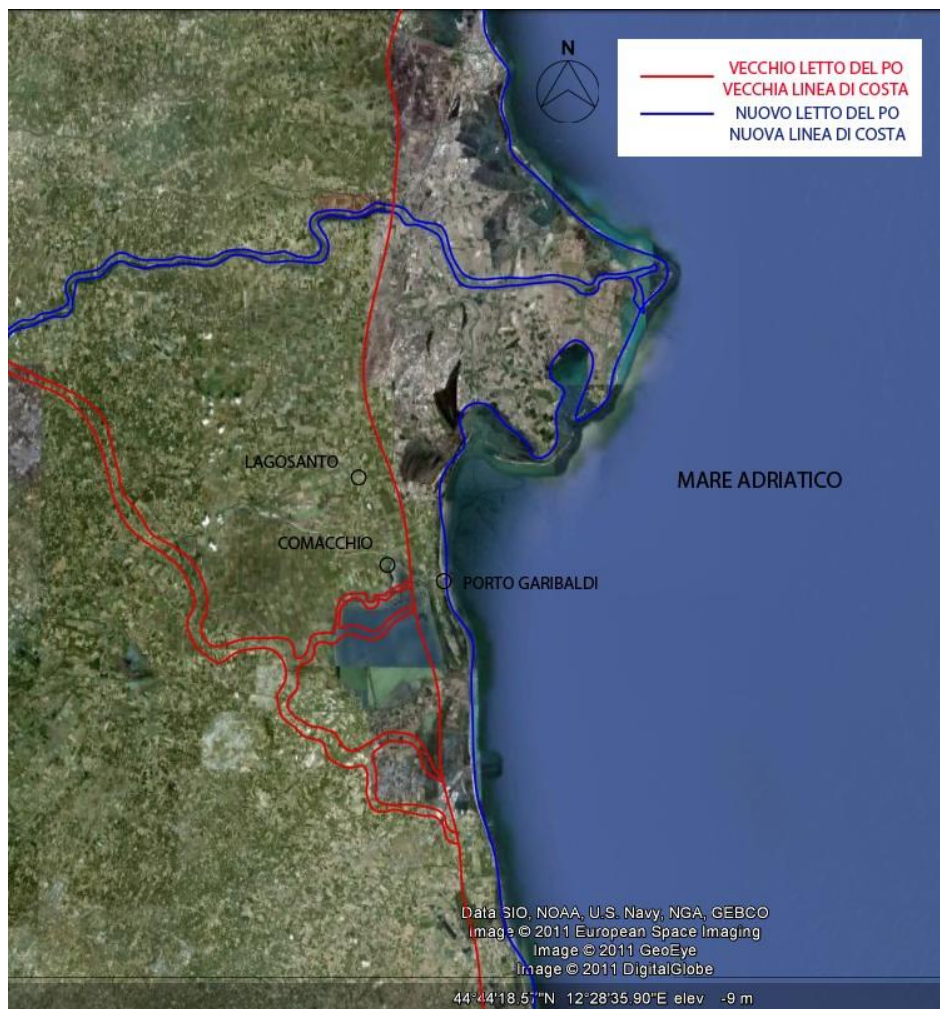 N
VECCHIO LETTO DEL PO
VECCHIA LINEA DI COSTA
NUOVO LETTO DEL PO
NUOVA LINEA DI COSTA
LAGOSANTO
MARE ADRIATICO
COMACCHIO
PORTO GARIBALDI
Data SIO, NOAA, U.S. Navy, NGA, GEBCO
Image © 2011 European Space Imaging
Image © 2011 GeoEye
Image © 2011 DigitalGlobe
44°44'18.57"N 12°28'35.90"E elev -9 m